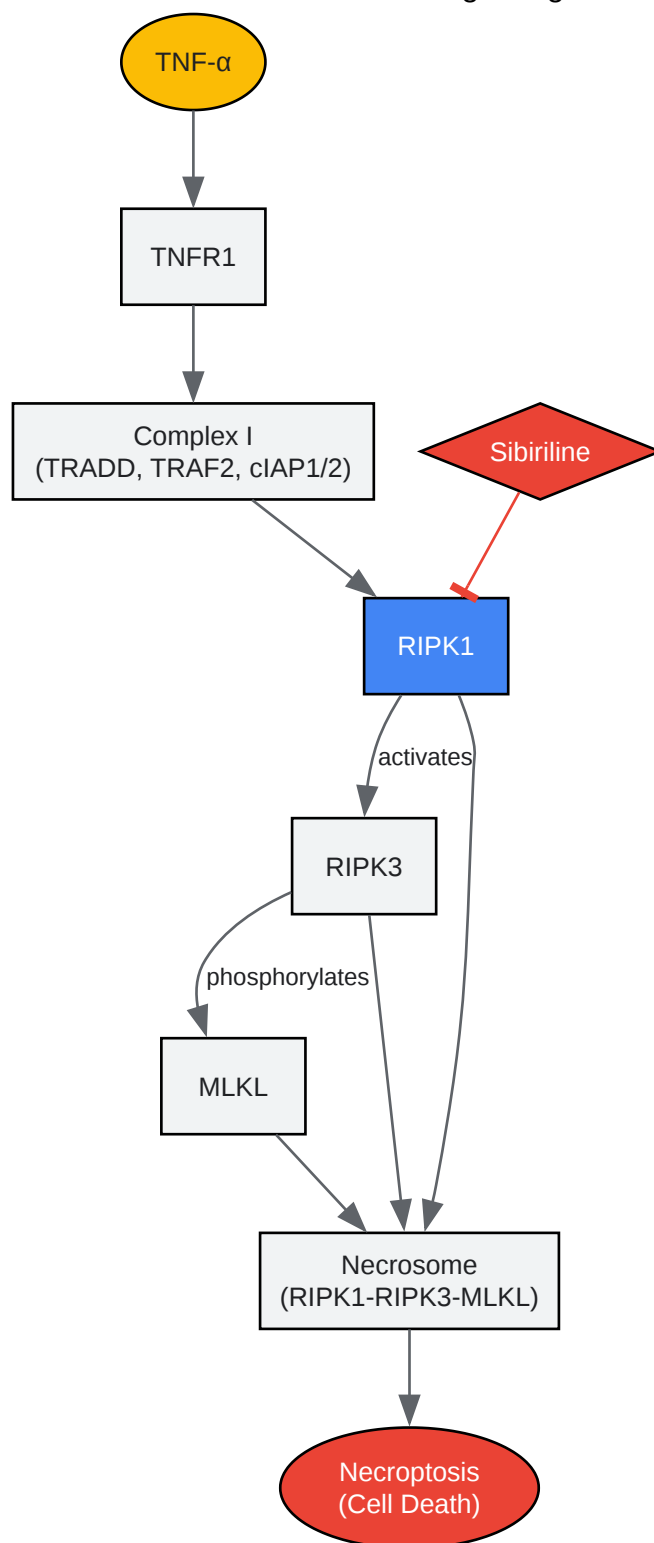 TNF-α
TNFR1
Complex I
(TRADD, TRAF2, cIAP1/2)
Sibiriline
RIPK1
activates
RIPK3
phosphorylates
MLKL
Necrosome
(RIPK1-RIPK3-MLKL)
Necroptosis
(Cell Death)